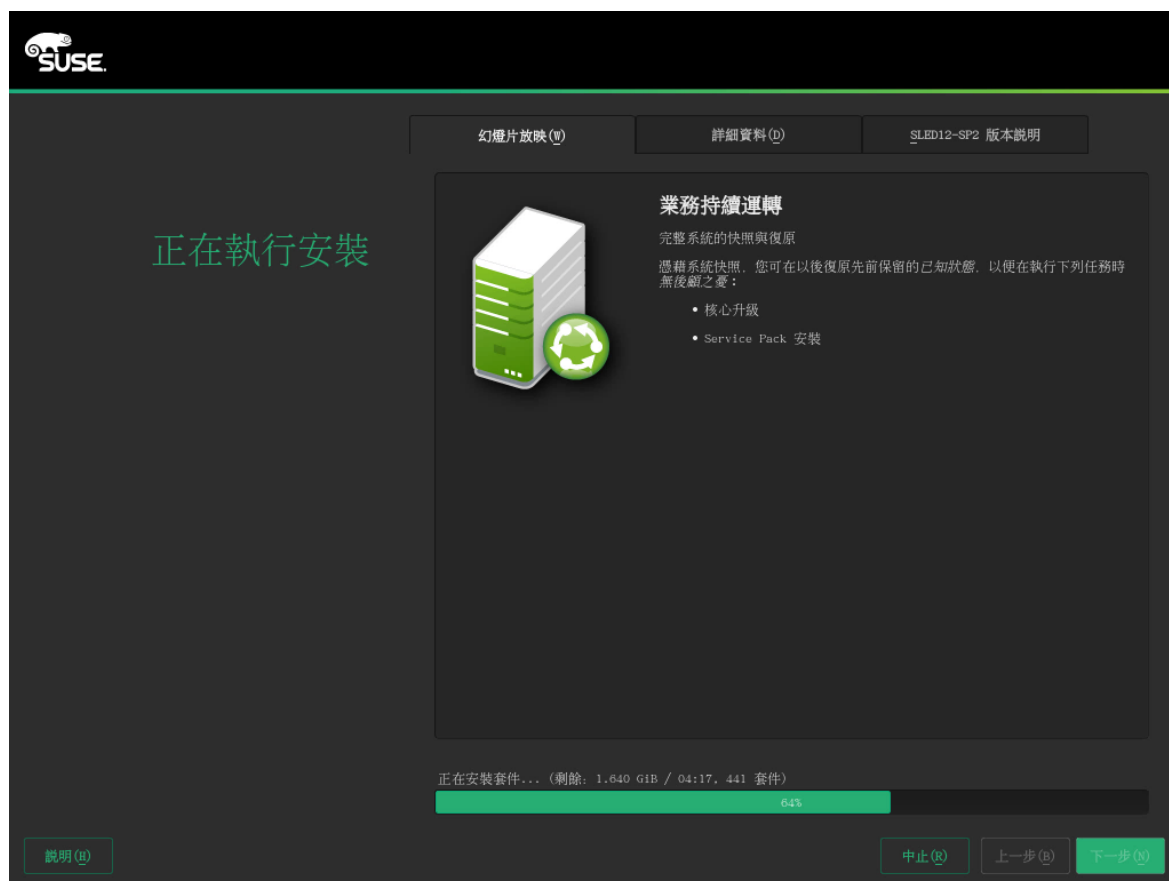 SUSE.
幻燈片放映(W) 詳細資料(D) SLED12-SP2 版本說明
正在執行安裝
業務持續運轉
完整系統的快照與復原
憑藉系統快照，您可在以後復原先前保留的已知狀態，以便在執行下列任務時
無後顧之憂：
• 核心升級
• Service Pack 安裝
正在安裝套件... (剩餘: 1.640 GiB / 04:17, 441 套件)
64%
說明(H) 中止(R) 上一步(B) 下一步(N)